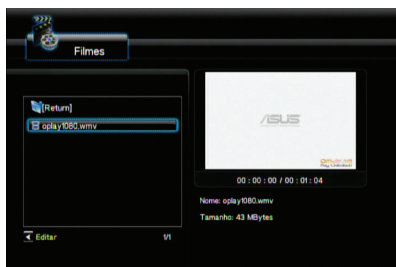 Filmes
[Return]
oplay1080.wmv
/SUS
00 : 00 : 00 / 00 : 01 : 04
Nome: oplay1080.wmv
Tamanho: 43 MBytes
Editar
1/1